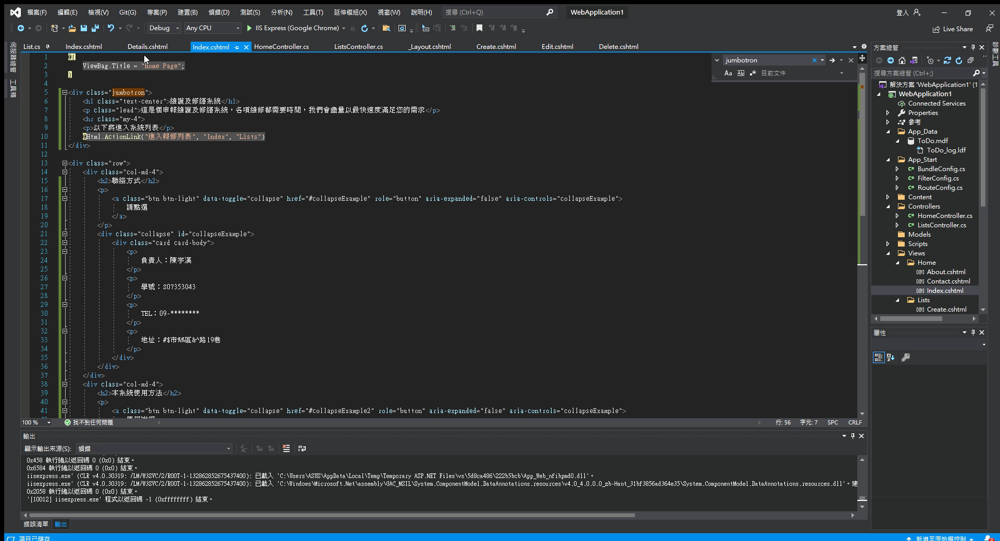 檔案(F) 編輯(E) 檢視(V) Git(G) 專案(P) 建置(B) 偵錯(D) 測試(S) 分析(N) 工具(T) 延伸模組(X) 視窗(W) 說明(H) 搜尋 (Ctrl+Q) WebApplication1 登入
Debug Any CPU IIS Express (Google Chrome) Live Share
伺服器總管
工具箱
List.cs Index.cshtml Details.cshtml Index.cshtml HomeController.cs ListsController.cs _Layout.cshtml Create.cshtml Edit.cshtml Delete.cshtml
jumbotron
Aa Ab 目前文件
1 @{
2 ViewBag.Title = "Home Page";
3 }
4
5 <div class="jumbotron">
6 <h1 class="text-center">維護及修繕系統</h1>
7 <p class="lead">這是個申報維護及修繕系統，各項維修都需要時間，我們會盡量以最快速度滿足您的需求</p>
8 <hr class="my-4">
9 <p>以下將進入系統列表</p>
10 @Html.ActionLink("進入報修列表", "Index", "Lists")
11 </div>
12
13 <div class="row">
14 <div class="col-md-4">
15 <h2>聯絡方式</h2>
16 <p>
17 <a class="btn btn-light" data-toggle="collapse" href="#collapseExample" role="button" aria-expanded="false" aria-controls="collapseExample">
18 請點選
19 </a>
20 </p>
21 <div class="collapse" id="collapseExample">
22 <div class="card card-body">
23 <p>
24 負責人：陳宇漢
25 </p>
26 <p>
27 學號：S07353043
28 </p>
29 <p>
30 TEL：09-********
31 </p>
32 <p>
33 地址：#$市%%區&^路19巷
34 </p>
35 </div>
36 </div>
37 </div>
38 <div class="col-md-4">
39 <h2>本系統使用方法</h2>
40 <p>
41 <a class="btn btn-light" data-toggle="collapse" href="#collapseExample2" role="button" aria-expanded="false" aria-controls="collapseExample">
100 % 找不到任何問題 行: 56 字元: 7 SPC CRLF
輸出
顯示輸出來源(S): 偵錯
0x458 執行緒以返回碼 0 (0x0) 結束。
0x6584 執行緒以返回碼 0 (0x0) 結束。
iisexpress.exe' (CLR v4.0.30319: /LM/W3SVC/2/ROOT-1-132862852675437400): 已載入 'C:\Users\ASUS\AppData\Local\Temp\Temporary ASP.NET Files\vs\5d8ca486\222b5bcb\App_Web_nfihpmd0.dll'。
iisexpress.exe' (CLR v4.0.30319: /LM/W3SVC/2/ROOT-1-132862852675437400): 已載入 'C:\Windows\Microsoft.Net\assembly\GAC_MSIL\System.ComponentModel.DataAnnotations.resources\v4.0_4.0.0.0_zh-Hant_31bf3856ad364e35\System.ComponentModel.DataAnnotations.resources.dll'。建
0x2058 執行緒以返回碼 0 (0x0) 結束。
'[10012] iisexpress.exe' 程式以返回碼 -1 (0xffffffff) 結束。
錯誤清單 輸出
方案總管
搜尋方案總管 (Ctrl+;)
解決方案 'WebApplication1' (1
WebApplication1
Connected Services
Properties
參考
App_Data
ToDo.mdf
ToDo_log.ldf
App_Start
BundleConfig.cs
FilterConfig.cs
RouteConfig.cs
Content
Controllers
HomeController.cs
ListsController.cs
Models
Scripts
Views
Home
About.cshtml
Contact.cshtml
Index.cshtml
Lists
Create.cshtml
屬性
診斷工具
項目已儲存 新增至原始檔控制